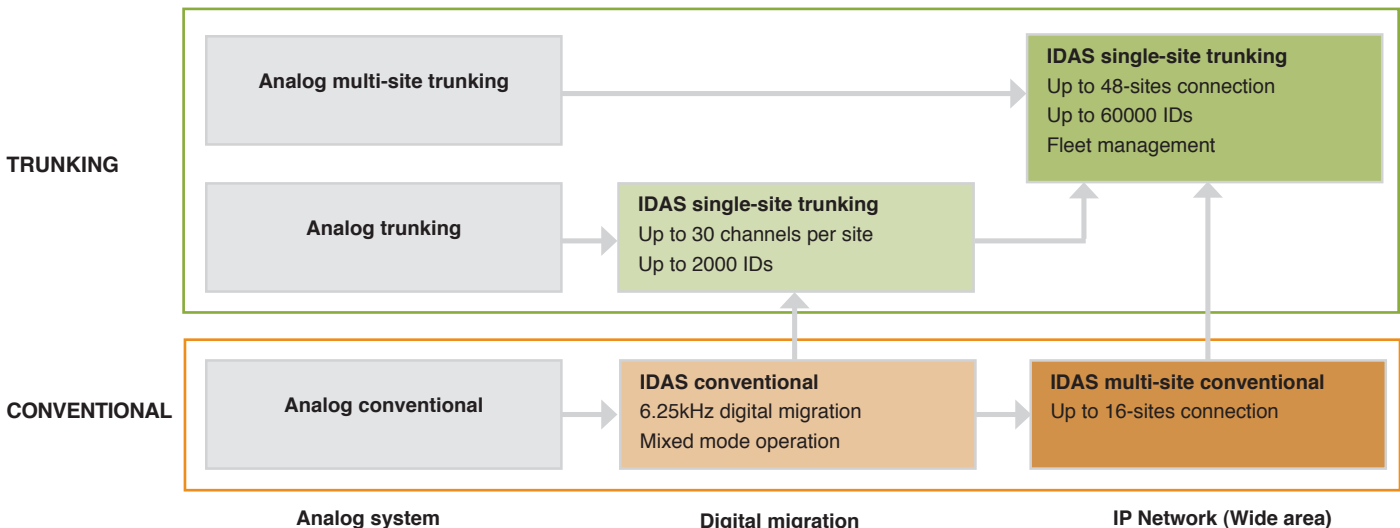 TRUNKING
Analog multi-site trunking
IDAS single-site trunking
Up to 48-sites connection
Up to 60000 IDs
Fleet management
Analog trunking
IDAS single-site trunking
Up to 30 channels per site
Up to 2000 IDs
CONVENTIONAL
Analog conventional
IDAS conventional
6.25kHz digital migration
Mixed mode operation
IDAS multi-site conventional
Up to 16-sites connection
Analog system
Digital migration
IP Network (Wide area)